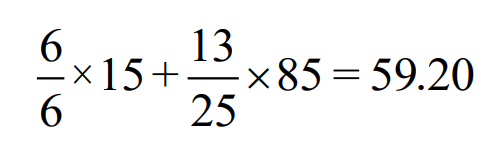 6/6 × 15 + 13/25 × 85 = 59.20